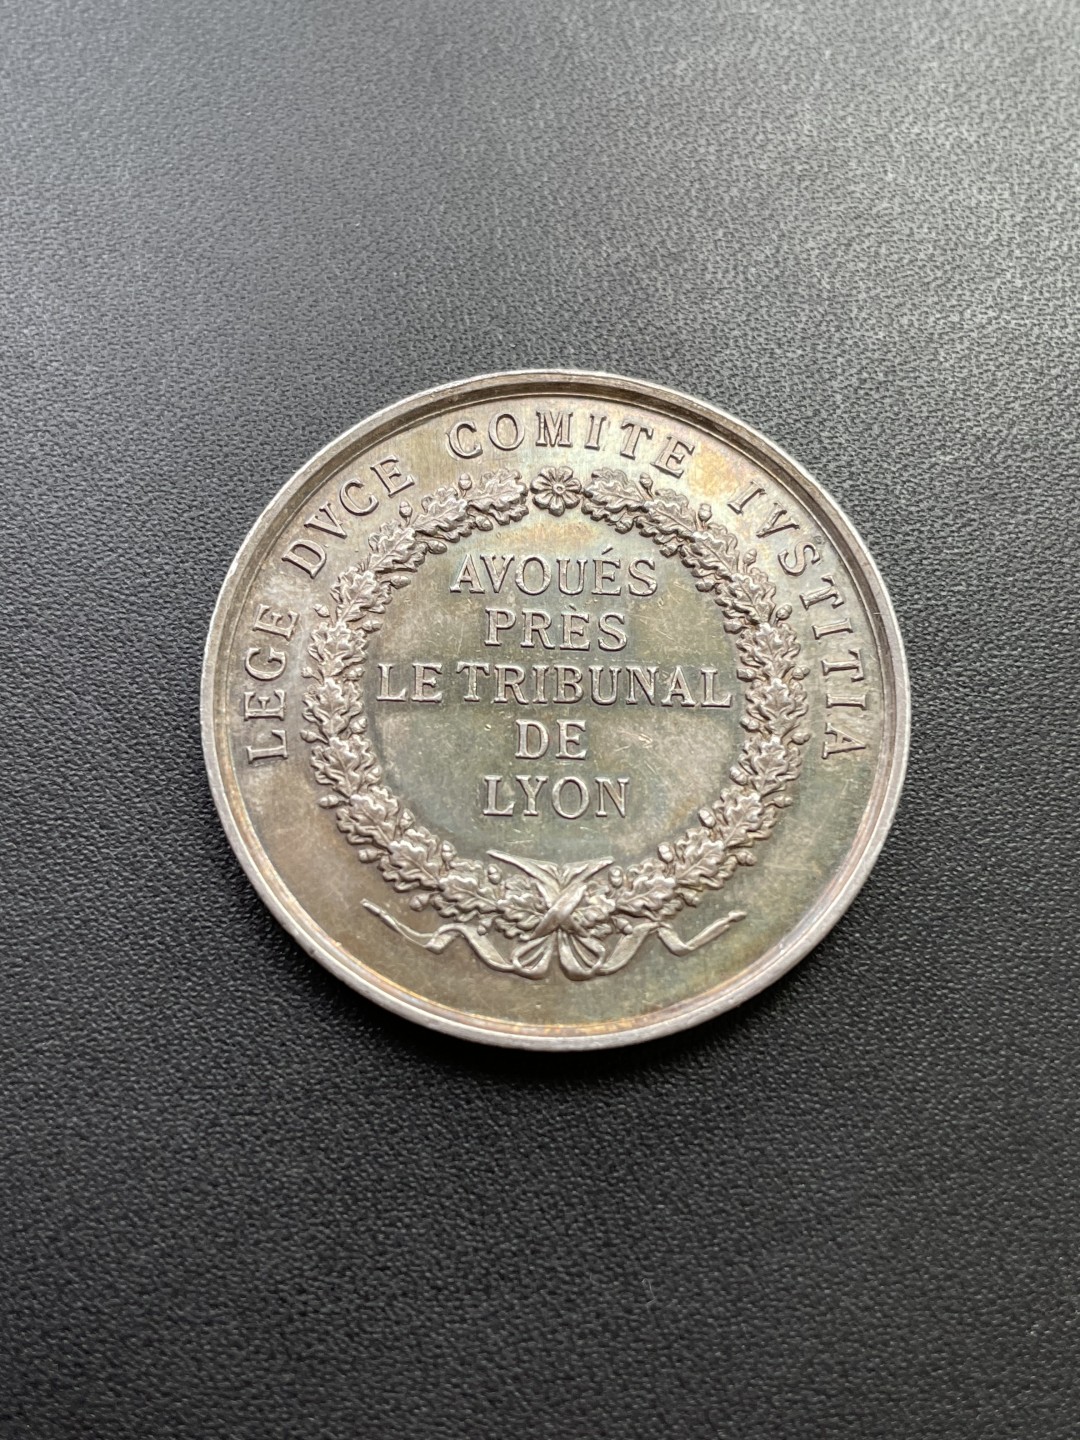 LEGE DVCE COMITE IVSTITIA
AVOUÉS
PRÈS
LE TRIBUNAL
DE
LYON